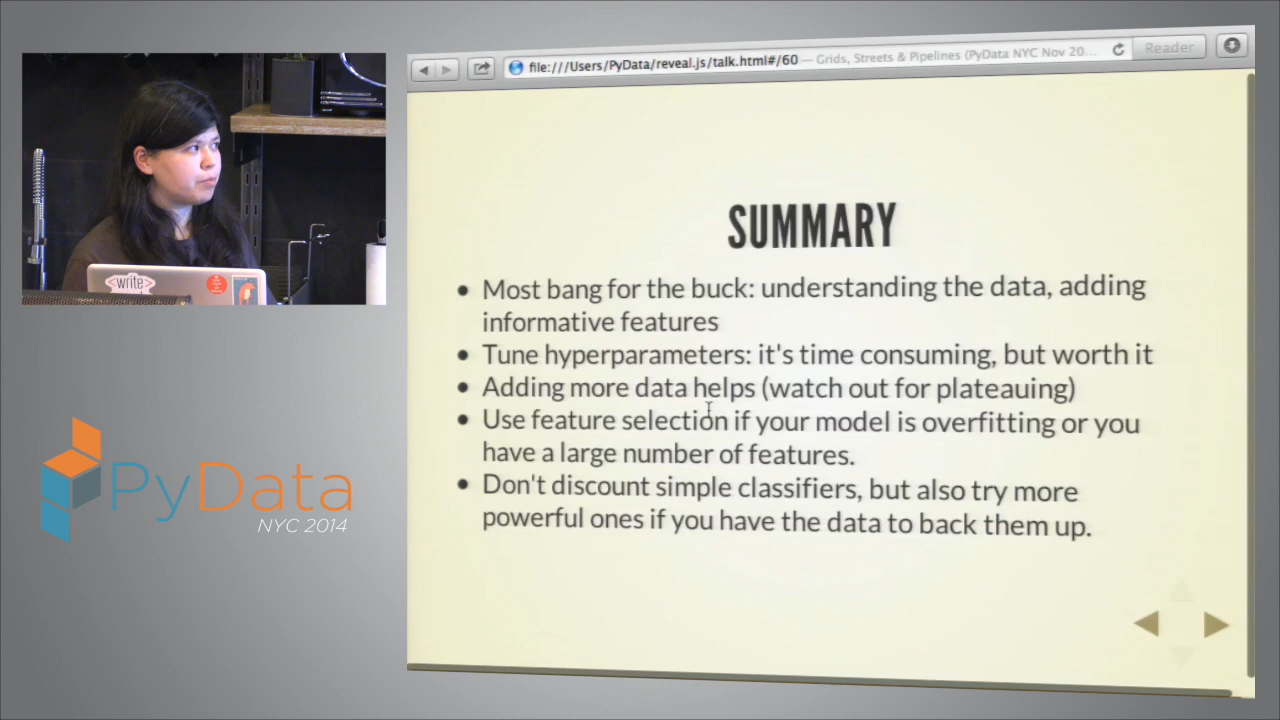 file:///Users/PyData/reveal.js/talk.html#/60 — Grids, Streets & Pipelines (PyData NYC Nov 20...
Reader
SUMMARY
• Most bang for the buck: understanding the data, adding
informative features
• Tune hyperparameters: it's time consuming, but worth it
• Adding more data helps (watch out for plateauing)
• Use feature selection if your model is overfitting or you
have a large number of features.
• Don't discount simple classifiers, but also try more
powerful ones if you have the data to back them up.
<write
PyData
NYC 2014